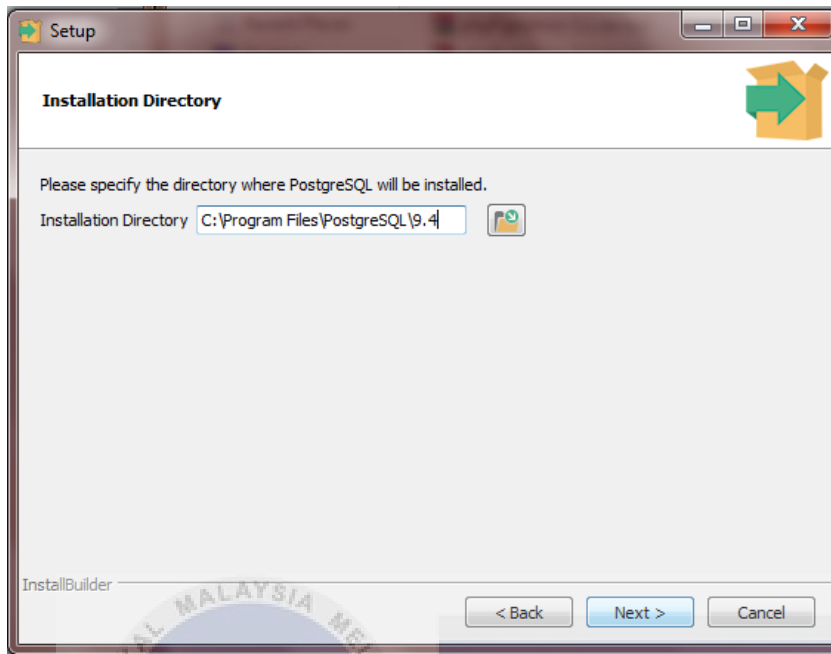 Setup
Installation Directory
Please specify the directory where PostgreSQL will be installed.
Installation Directory C:\Program Files\PostgreSQL\9.4
InstallBuilder
MALAYSIA
< Back Next > Cancel